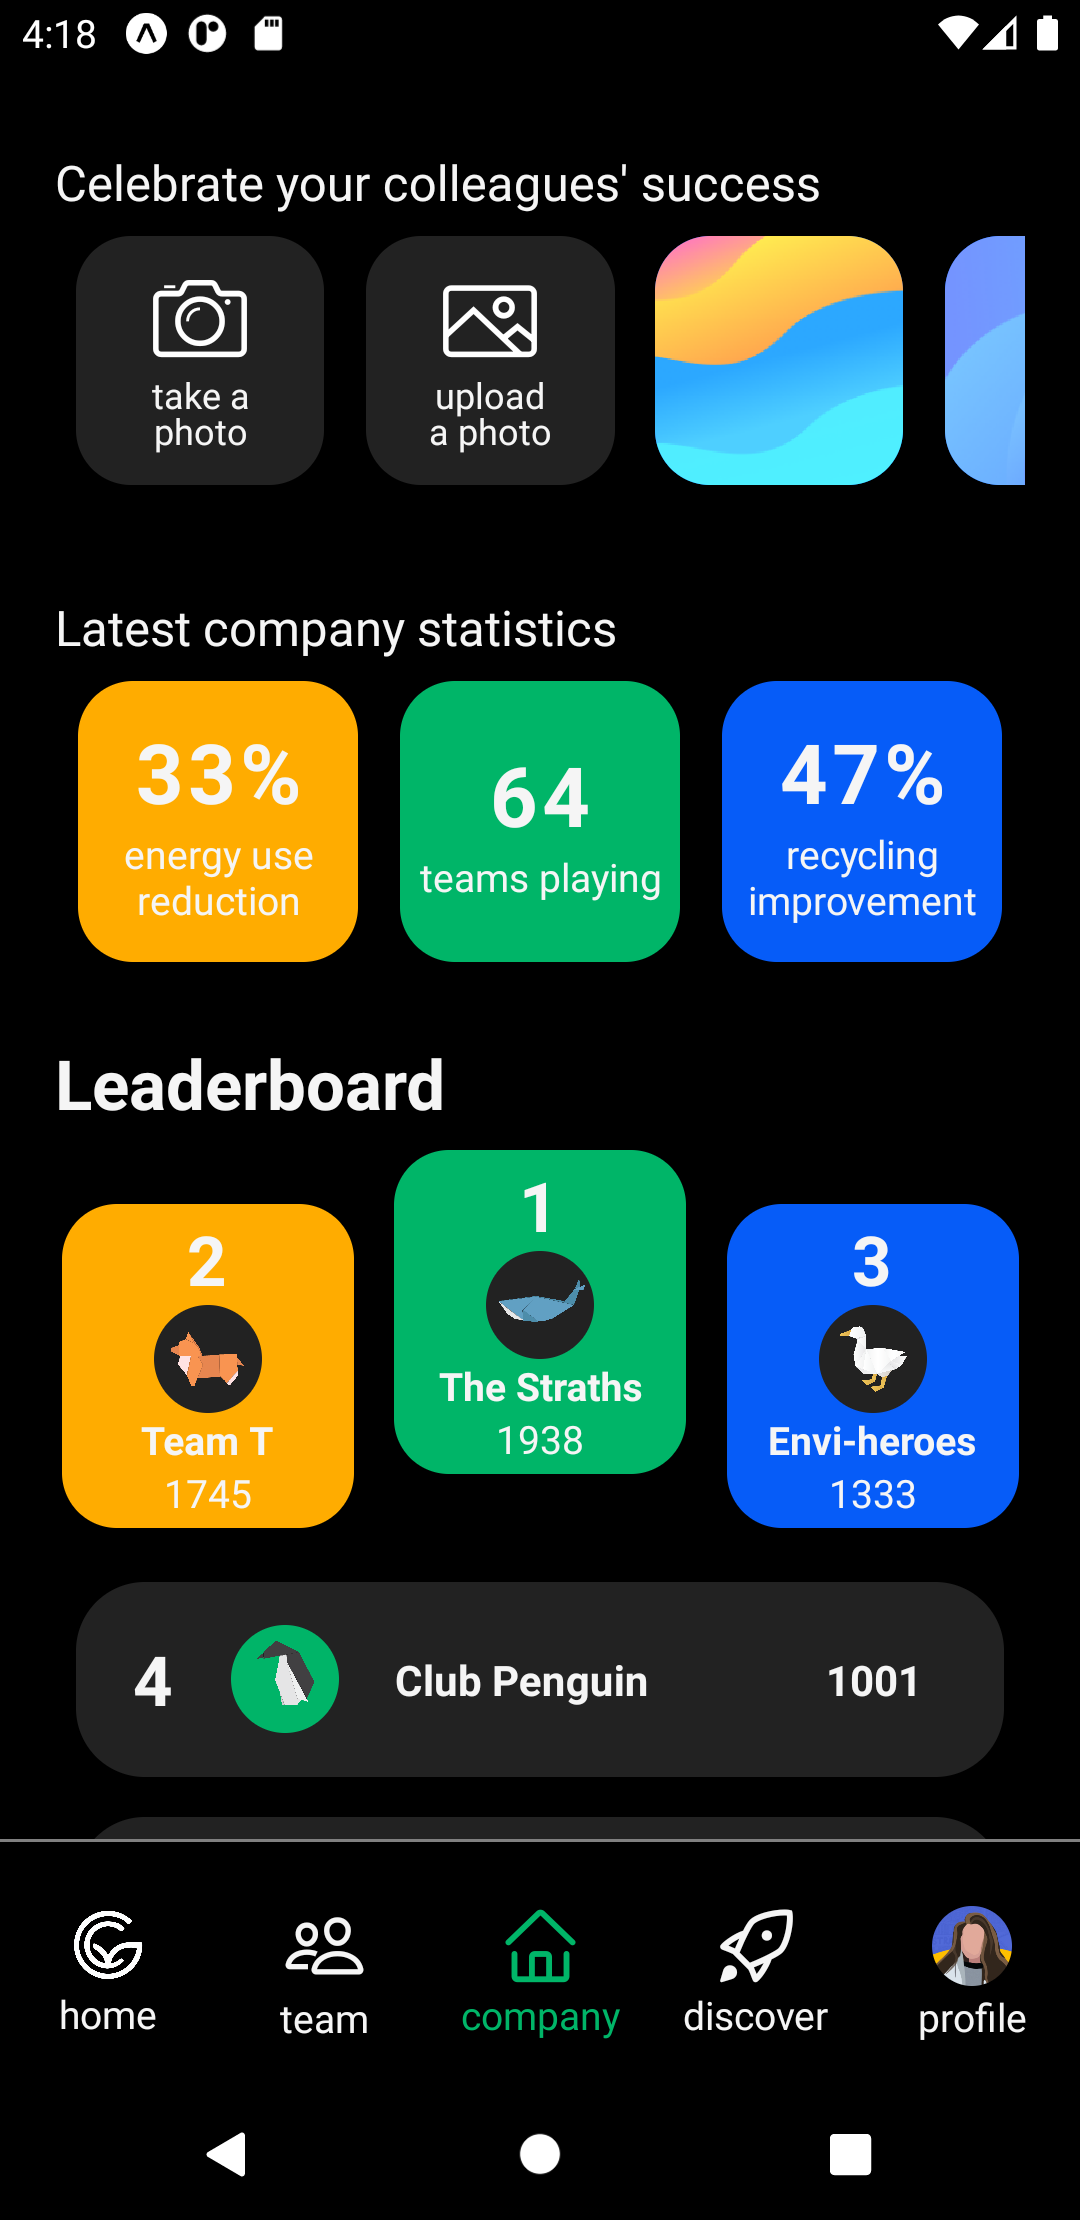 4:18
Celebrate your colleagues' success
take a
photo
upload
a photo
Latest company statistics
33%
energy use
reduction
64
teams playing
47%
recycling
improvement
Leaderboard
2
Team T
1745
1
The Straths
1938
3
Envi-heroes
1333
4 Club Penguin 1001
home
team
company
discover
profile